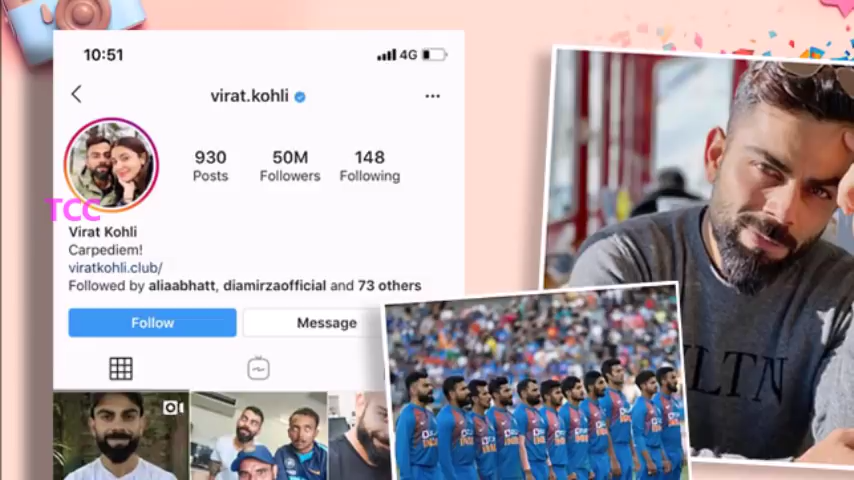 10:51 4G
virat.kohli
930 50M 148
Posts Followers Following
TCC
Virat Kohli
Carpediem!
viratkohli.club/
Followed by aliaabhatt, diamirzaofficial and 73 others
Follow Message